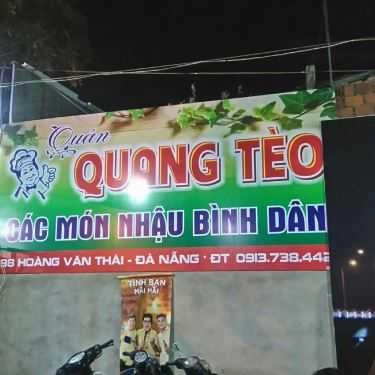 Quán
QUANG TÈO
CÁC MÓN NHẬU BÌNH DÂN
98 HOÀNG VĂN THÁI - ĐÀ NẴNG * ĐT 0913.738.442
TÌNH BẠN
MÃI MÃI